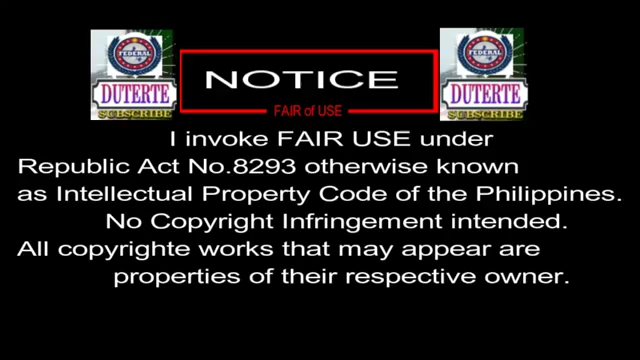 FEDERAL
DUTERTE
SUBSCRIBE
NOTICE
FAIR of USE
FEDERAL
DUTERTE
SUBSCRIBE
I invoke FAIR USE under
Republic Act No.8293 otherwise known
as Intellectual Property Code of the Philippines.
No Copyright Infringement intended.
All copyrighte works that may appear are
properties of their respective owner.